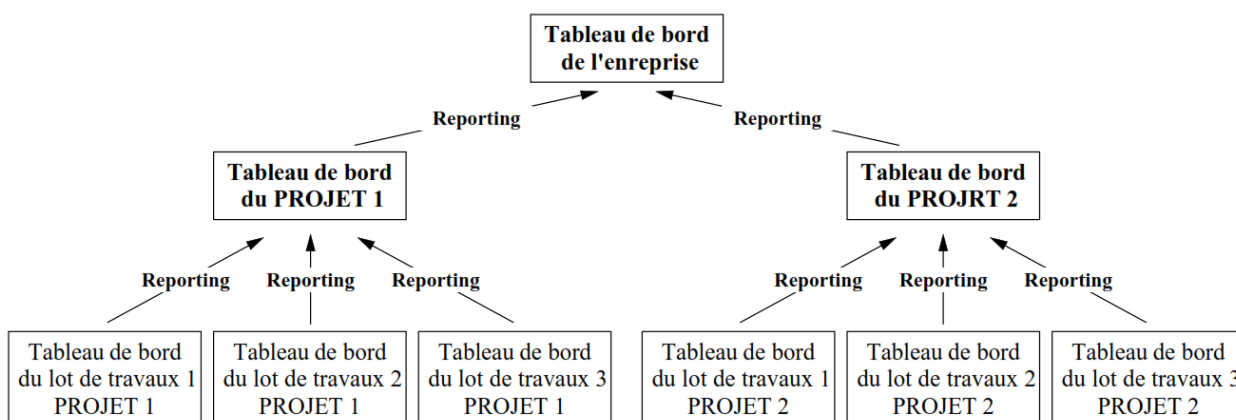 Tableau de bord
de l'enreprise
Reporting
Reporting
Tableau de bord
du PROJET 1
Tableau de bord
du PROJRT 2
Reporting
Reporting
Reporting
Reporting
Reporting
Reporting
Tableau de bord
du lot de travaux 1
PROJET 1
Tableau de bord
du lot de travaux 2
PROJET 1
Tableau de bord
du lot de travaux 3
PROJET 1
Tableau de bord
du lot de travaux 1
PROJET 2
Tableau de bord
du lot de travaux 2
PROJET 2
Tableau de bord
du lot de travaux 3
PROJET 2